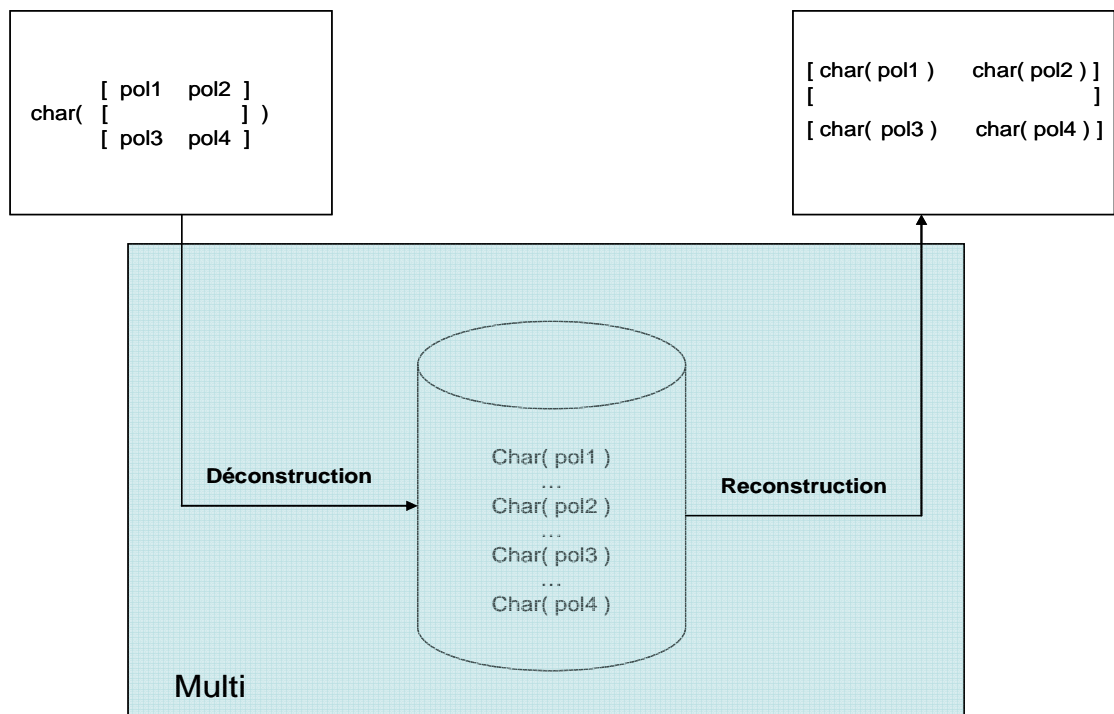 [ pol1 pol2 ]
char( [ ] )
[ pol3 pol4 ]
[ char( pol1 ) char( pol2 ) ]
[ ]
[ char( pol3 ) char( pol4 ) ]
Déconstruction
Char( pol1 )
...
Char( pol2 )
...
Char( pol3 )
...
Char( pol4 )
Reconstruction
Multi